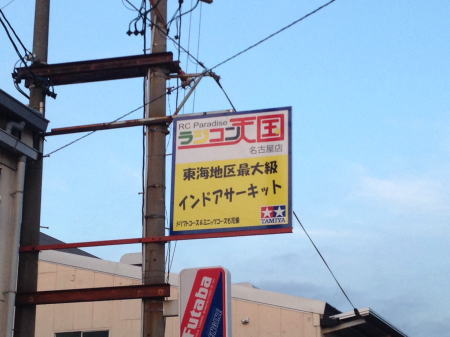 RC Paradise
ラジコン天国
名古屋店
東海地区最大級
インドアサーキット
TAMIYA
Futaba